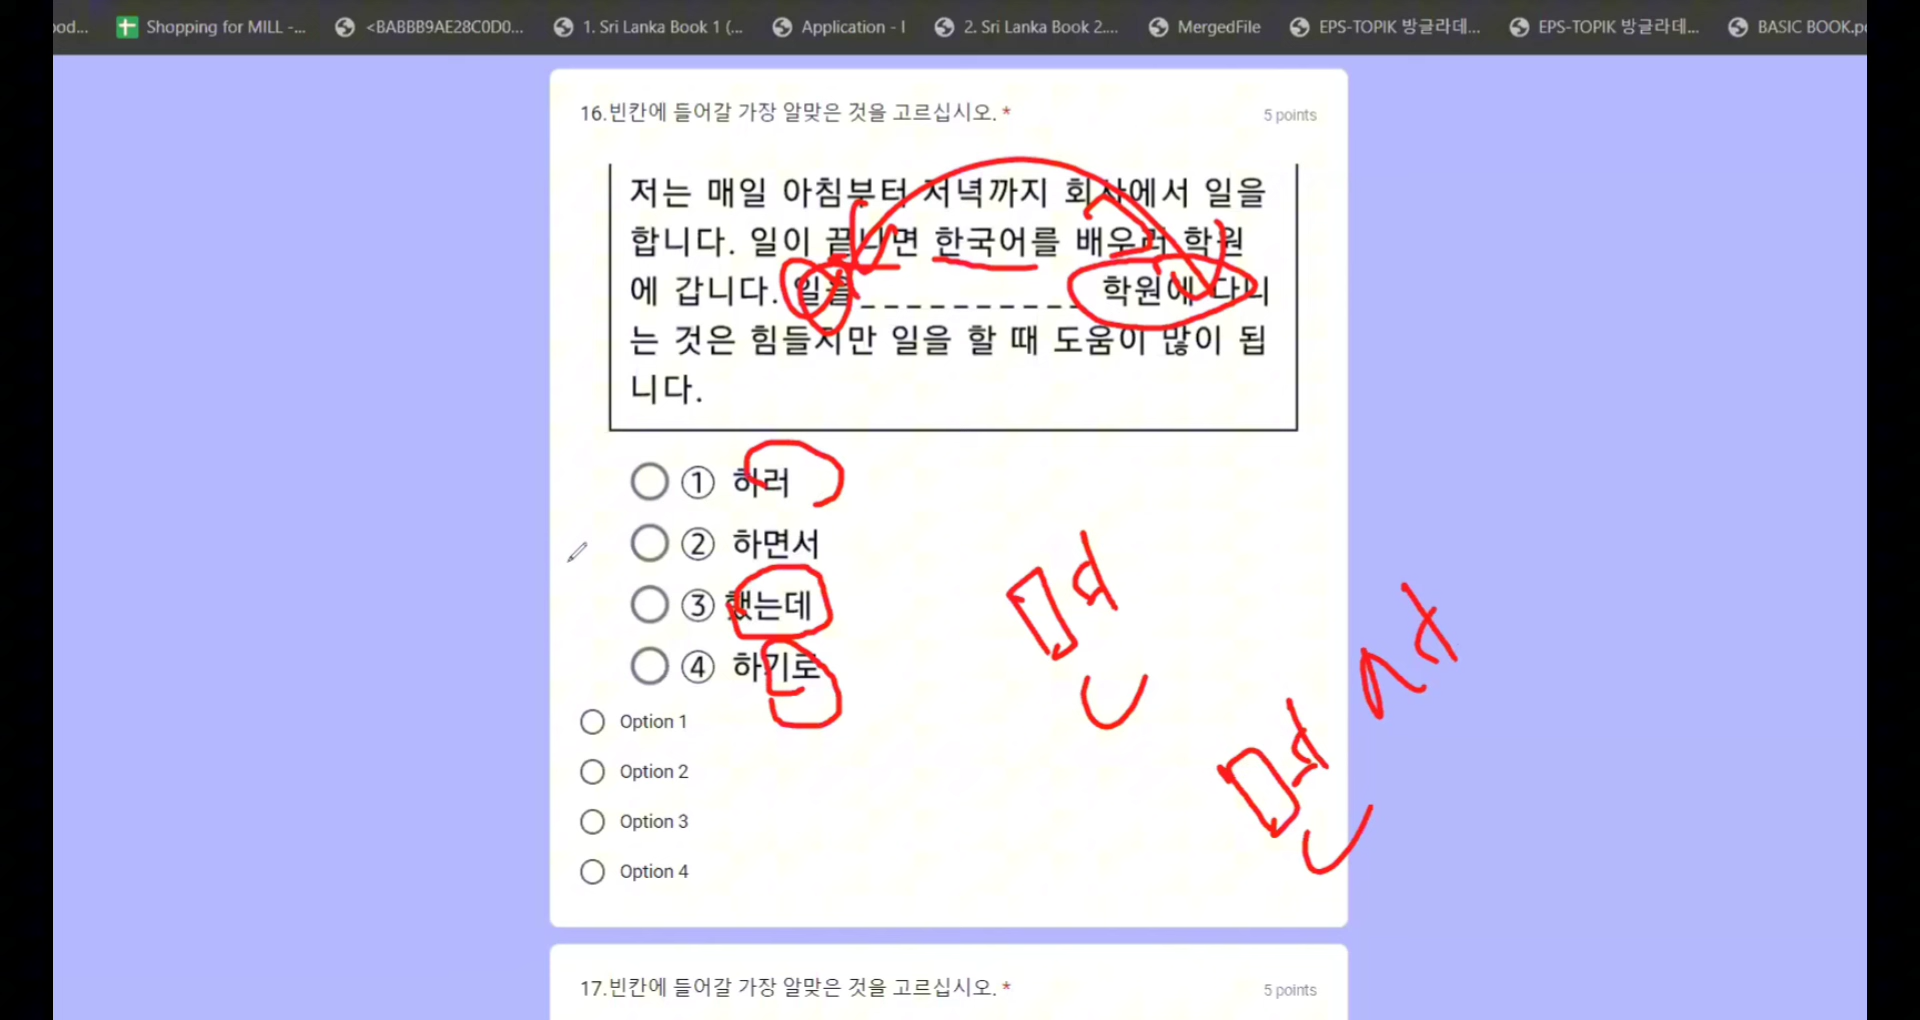 Shopping for MILL -...
<BABBB9AE28C0D0...
1. Sri Lanka Book 1 (...
Application - I
2. Sri Lanka Book 2....
MergedFile
EPS-TOPIK 방글라데...
EPS-TOPIK 방글라데...
BASIC BOOK.p
16.빈칸에 들어갈 가장 알맞은 것을 고르십시오. *
5 points
저는 매일 아침부터 저녁까지 회사에서 일을
합니다. 일이 끝나면 한국어를 배우러 학원
에 갑니다. 일을 __________ 학원에 다니
는 것은 힘들지만 일을 할 때 도움이 많이 됩
니다.
① 하러
② 하면서
③ 했는데
④ 하기로
Option 1
Option 2
Option 3
Option 4
17.빈칸에 들어갈 가장 알맞은 것을 고르십시오. *
5 points